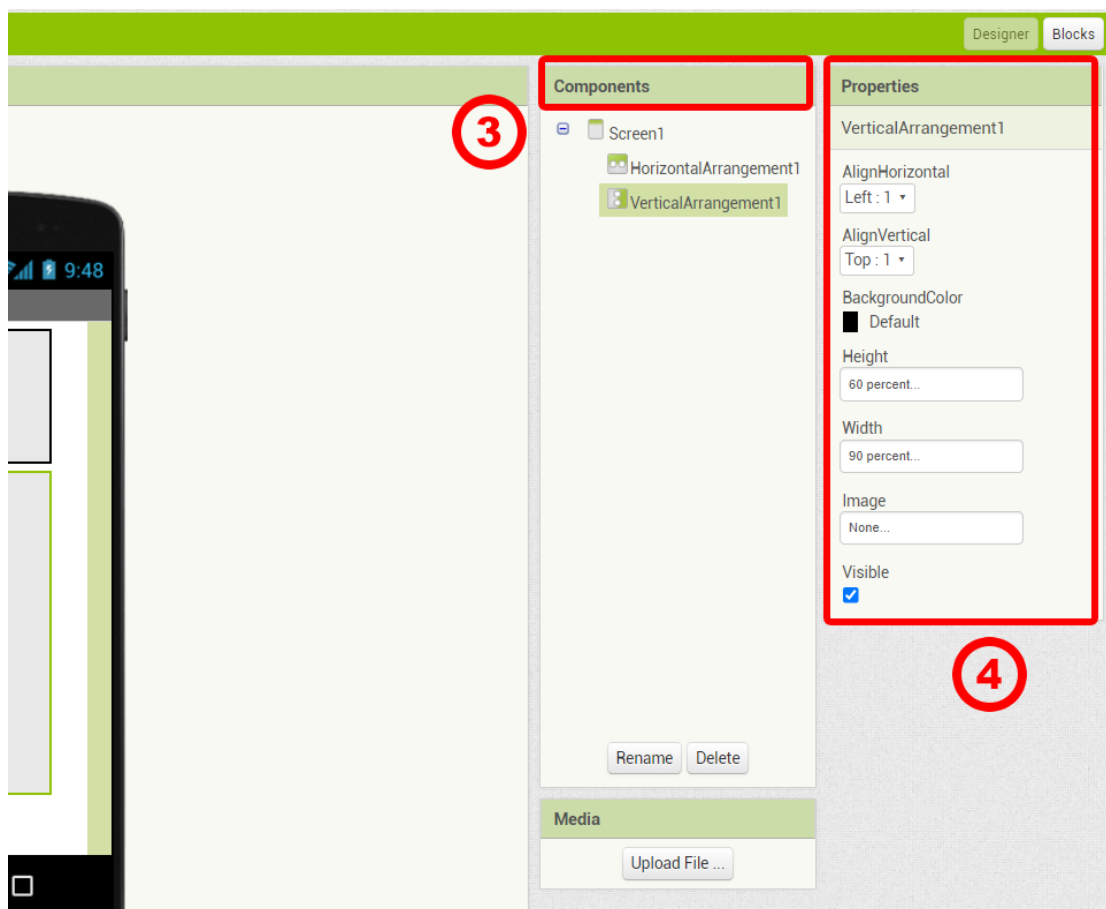 Designer
Blocks
3
9:48
Components
Screen1
HorizontalArrangement1
VerticalArrangement1
Rename
Delete
Media
Upload File ...
Properties
VerticalArrangement1
AlignHorizontal
Left : 1
AlignVertical
Top : 1
BackgroundColor
Default
Height
60 percent...
Width
90 percent...
Image
None...
Visible
4